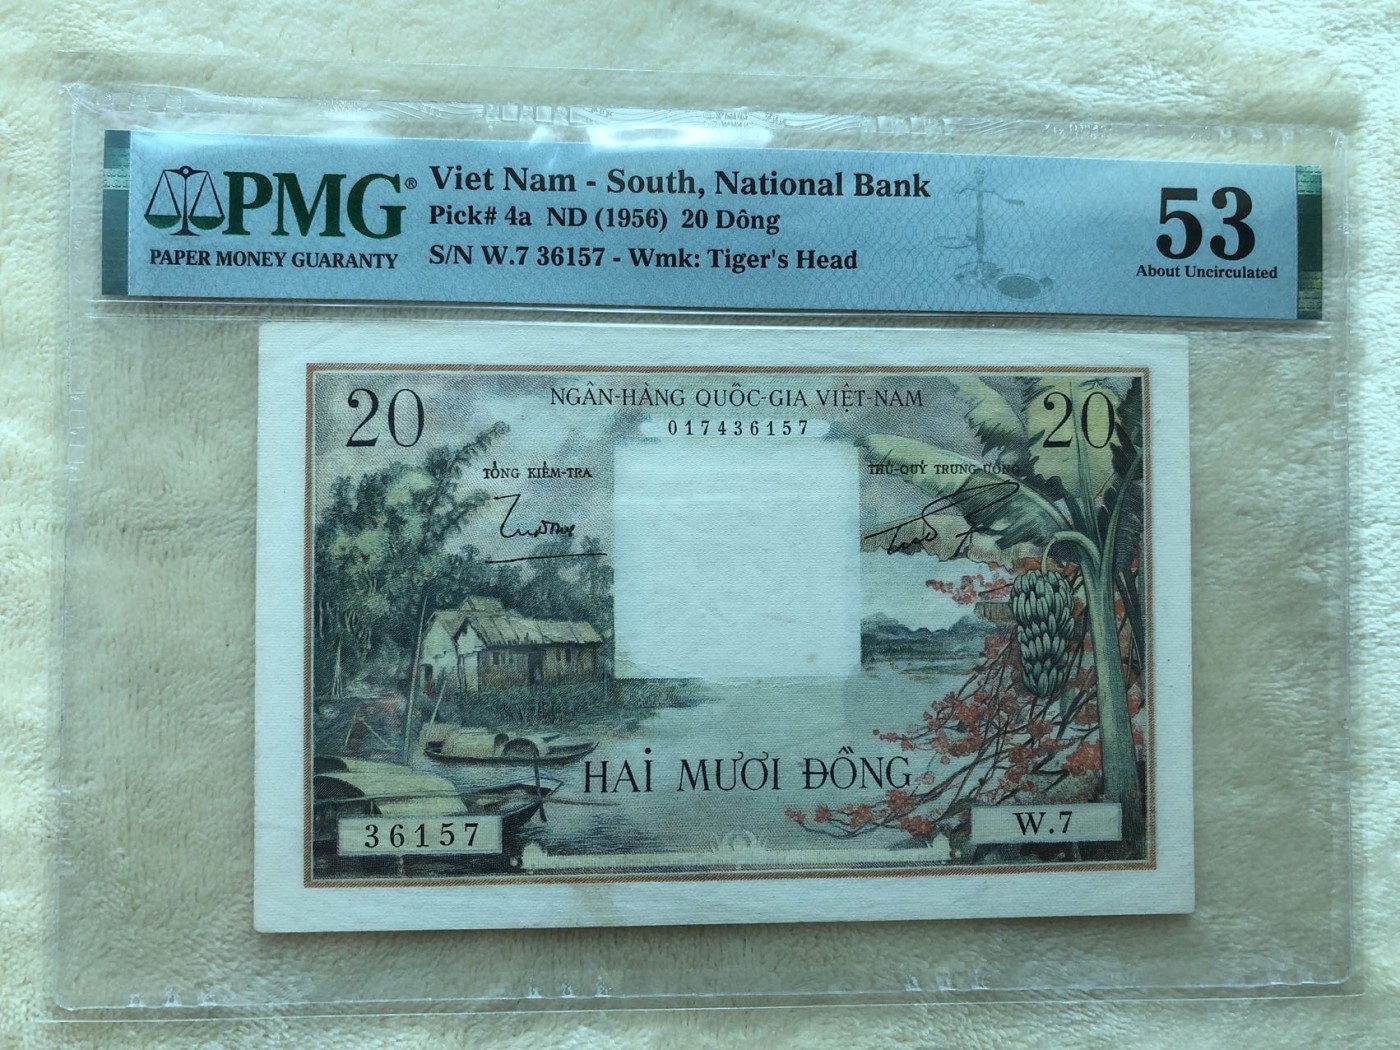 PMG®
PAPER MONEY GUARANTY
Viet Nam - South, National Bank
Pick# 4a ND (1956) 20 Dông
S/N W.7 36157 - Wmk: Tiger's Head
53
About Uncirculated
20
NGÂN-HÀNG QUỐC-GIA VIỆT-NAM
20
017436157
TỔNG KIỂM-TRA
THỦ-QUỸ TRUNG-ƯƠNG
HAI MƯƠI ĐỒNG
36157
W.7